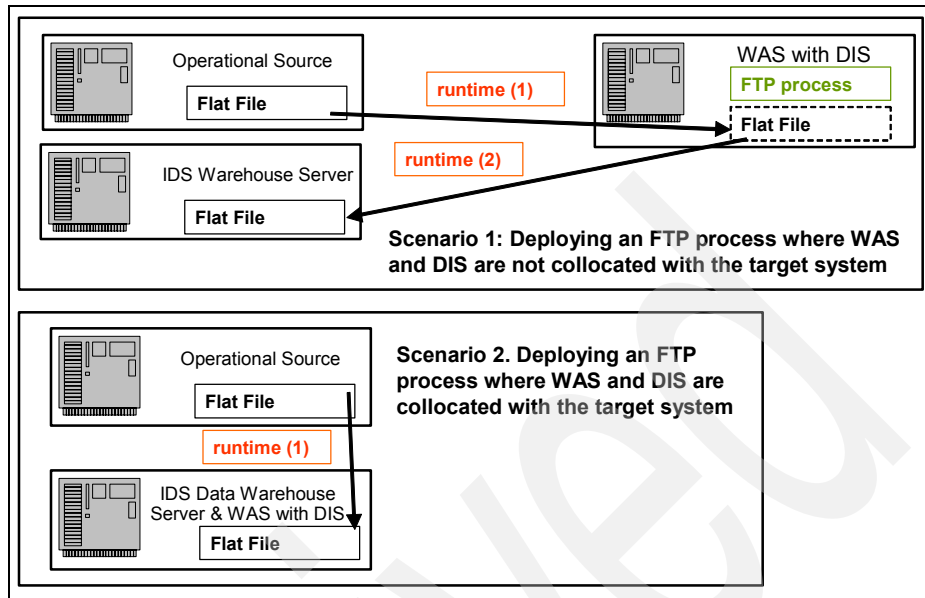 Operational Source
Flat File
runtime (1)
WAS with DIS
FTP process
Flat File
runtime (2)
IDS Warehouse Server
Flat File
Scenario 1: Deploying an FTP process where WAS
and DIS are not collocated with the target system
Operational Source
Flat File
runtime (1)
Scenario 2. Deploying an FTP
process where WAS and DIS are
collocated with the target system
IDS Data Warehouse
Server & WAS with DIS
Flat File